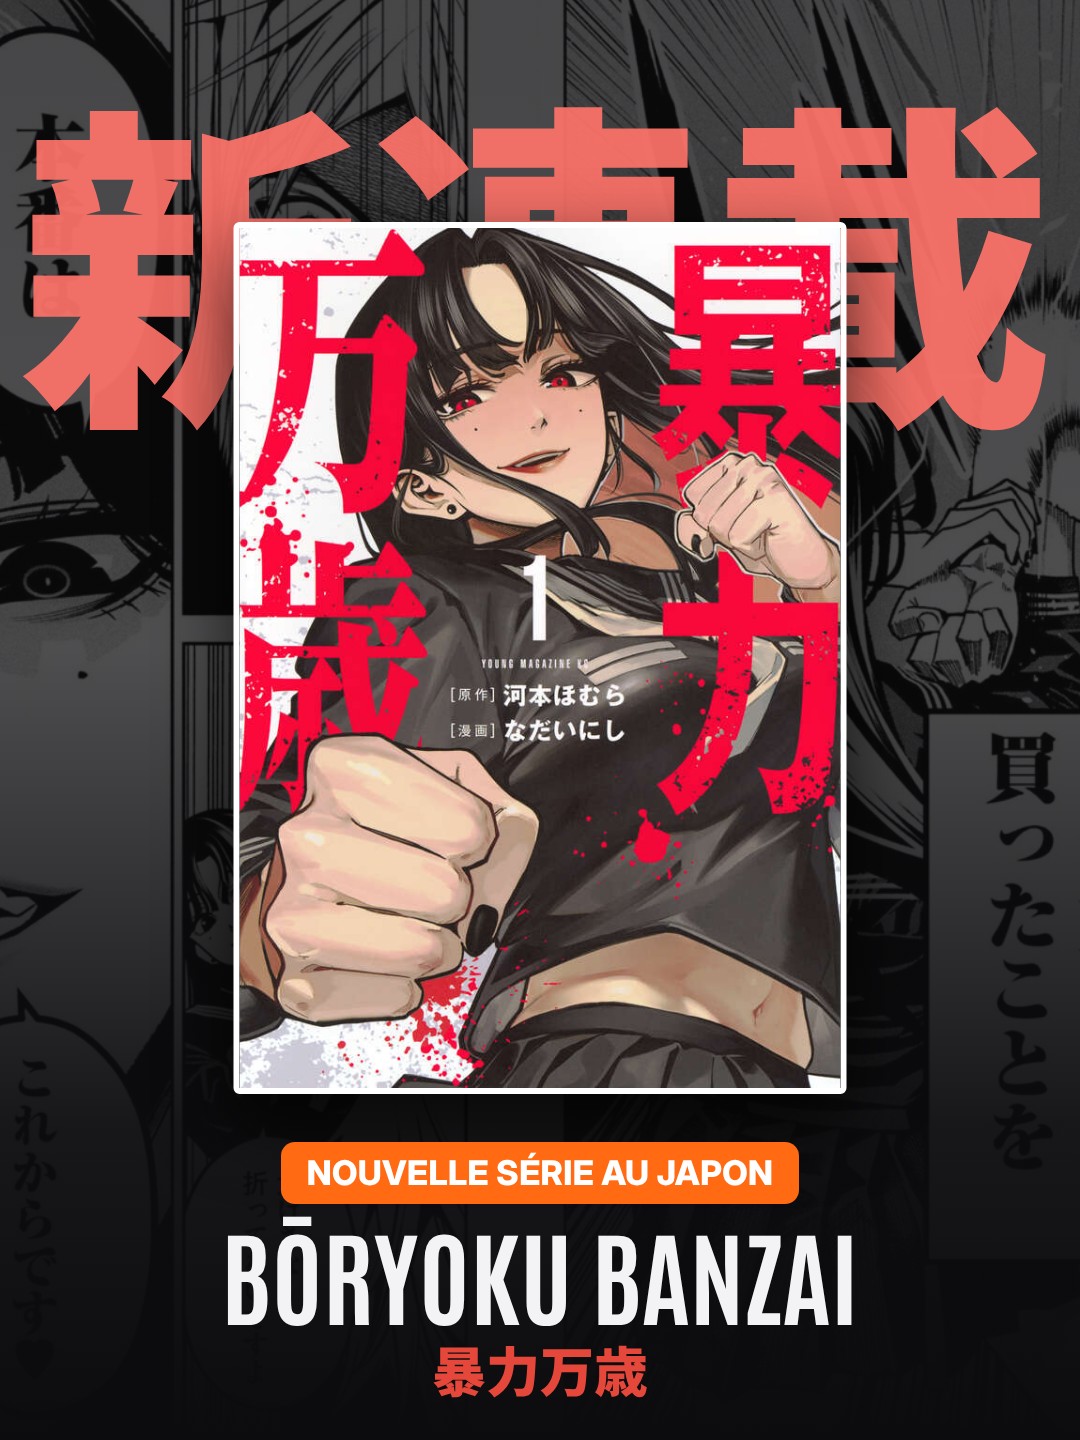 新連載
暴力
万歳
1
YOUNG MAGAZINE KC
[原作] 河本ほむら
[漫画] なだいにし
買ったことを
これからです♥
NOUVELLE SÉRIE AU JAPON
BŌRYOKU BANZAI
暴力万歳